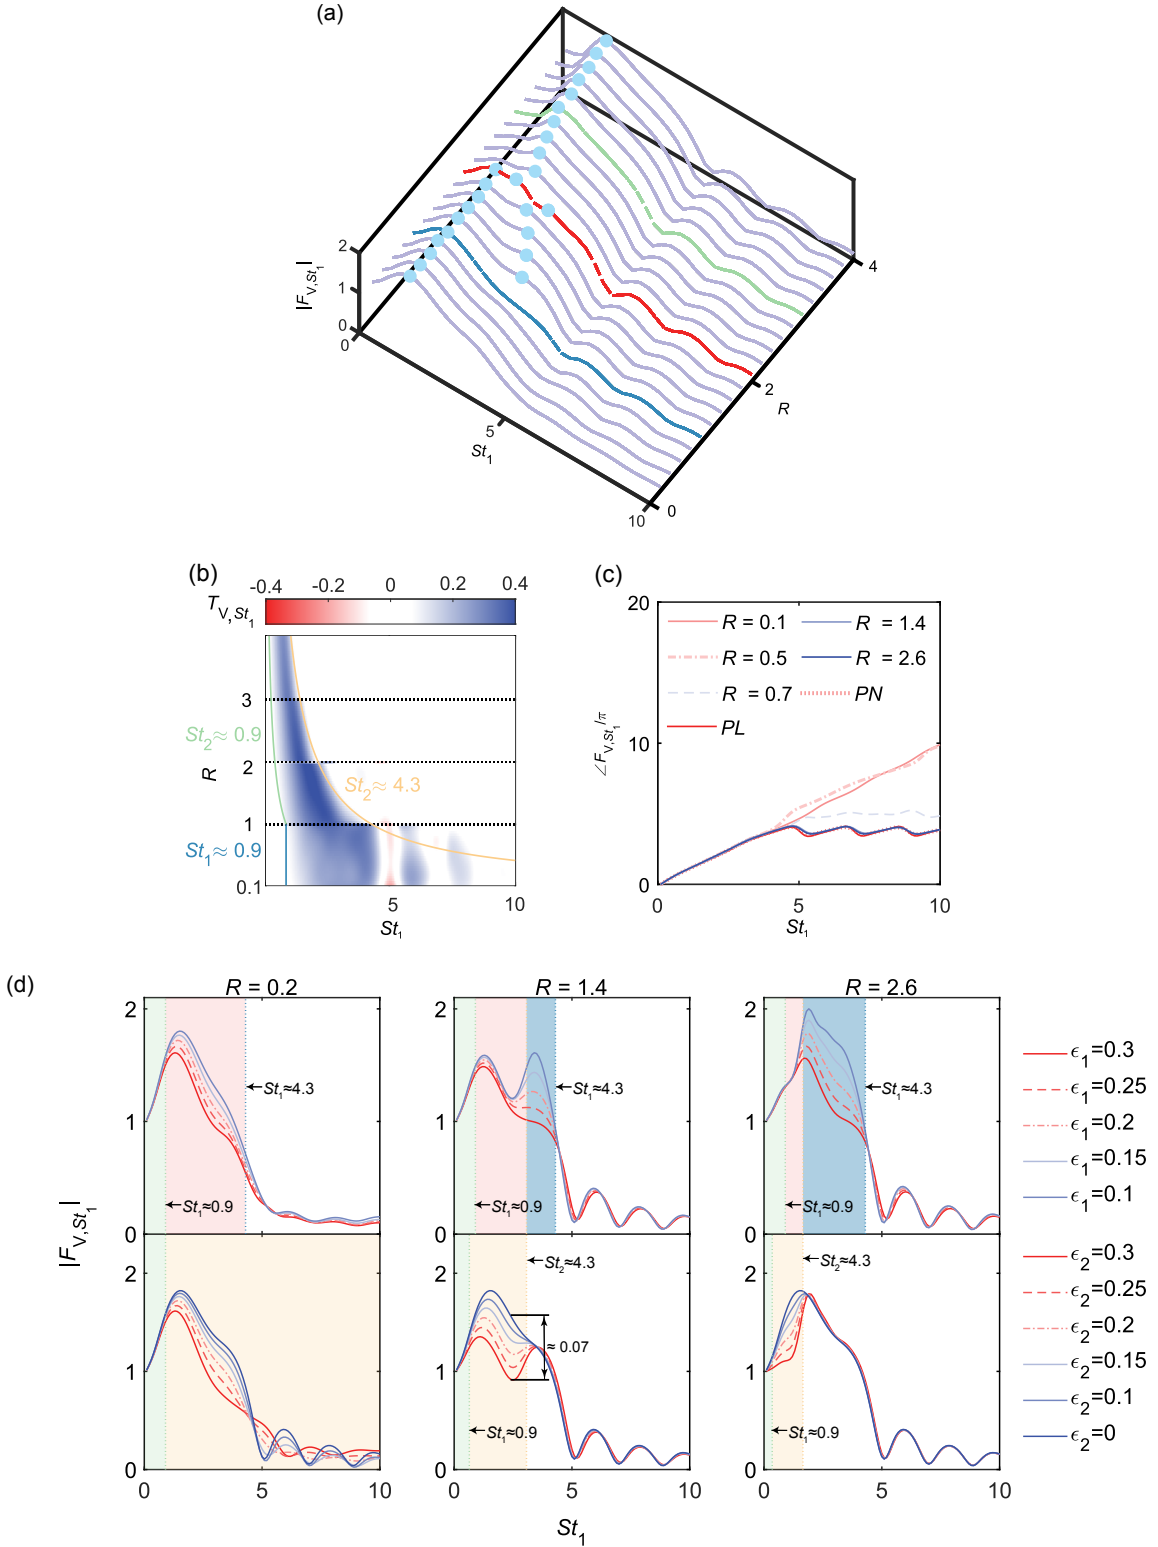 (a)
2
1
0
0
|F_V,St₁|
5
St₁
10
0
2
R
4
(b)
-0.4 -0.2 0 0.2 0.4
T_V,St₁
3
St₂≈ 0.9
R
2
St₂≈ 4.3
1
St₁≈ 0.9
0.1
5 10
St₁
(c)
20
R = 0.1 R = 1.4
R = 0.5 R = 2.6
R = 0.7 PN
PL
∠F_V,St₁/π
10
0
0 5 10
St₁
(d)
R = 0.2 R = 1.4 R = 2.6
2 2 2
1 1 1
0 0 0
St₁≈4.3 St₁≈4.3 St₁≈4.3
St₁≈0.9 St₁≈0.9 St₁≈0.9
ϵ₁=0.3
ϵ₁=0.25
ϵ₁=0.2
ϵ₁=0.15
ϵ₁=0.1
|F_V,St₁|
2 2 2
1 1 1
0 0 0
St₂≈4.3 St₂≈4.3
≈ 0.07
St₁≈0.9 St₁≈0.9
ϵ₂=0.3
ϵ₂=0.25
ϵ₂=0.2
ϵ₂=0.15
ϵ₂=0.1
ϵ₂=0
0 5 10 0 5 10 0 5 10
St₁